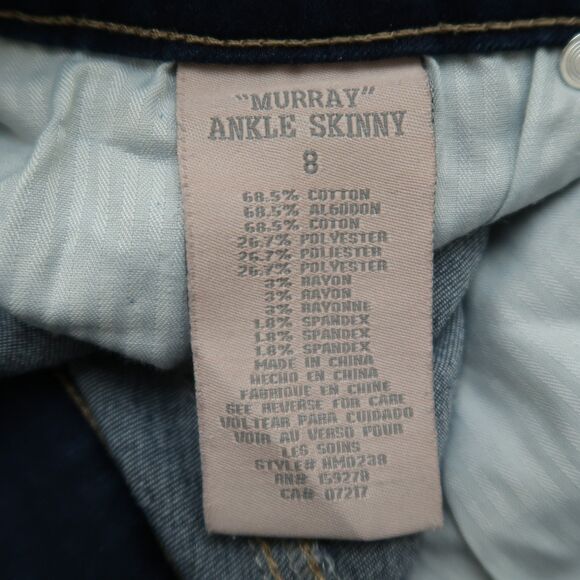 "MURRAY"
ANKLE SKINNY
8
68.5% COTTON
68.5% ALGODON
68.5% COTON
26.7% POLYESTER
26.7% POLIESTER
26.7% POLYESTER
3% RAYON
3% RAYON
3% RAYONNE
1.8% SPANDEX
1.8% SPANDEX
1.8% SPANDEX
MADE IN CHINA
HECHO EN CHINA
FABRIQUE EN CHINE
SEE REVERSE FOR CARE
VOLTEAR PARA CUIDADO
VOIR AU VERSO POUR
LES SOINS
STYLE# HM0238
RN# 159278
CA# 07217